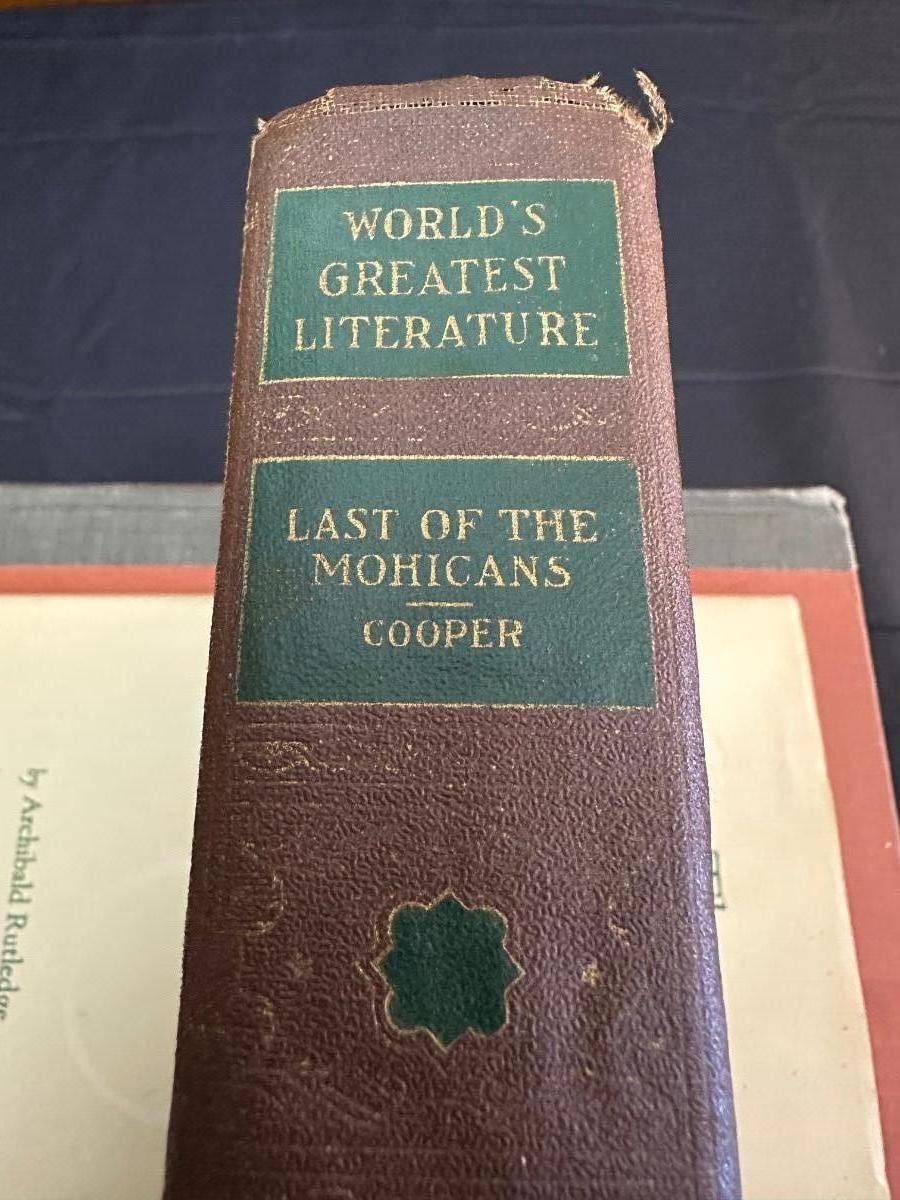 WORLD'S
GREATEST
LITERATURE
LAST OF THE
MOHICANS
COOPER
by Archibald Rutledge